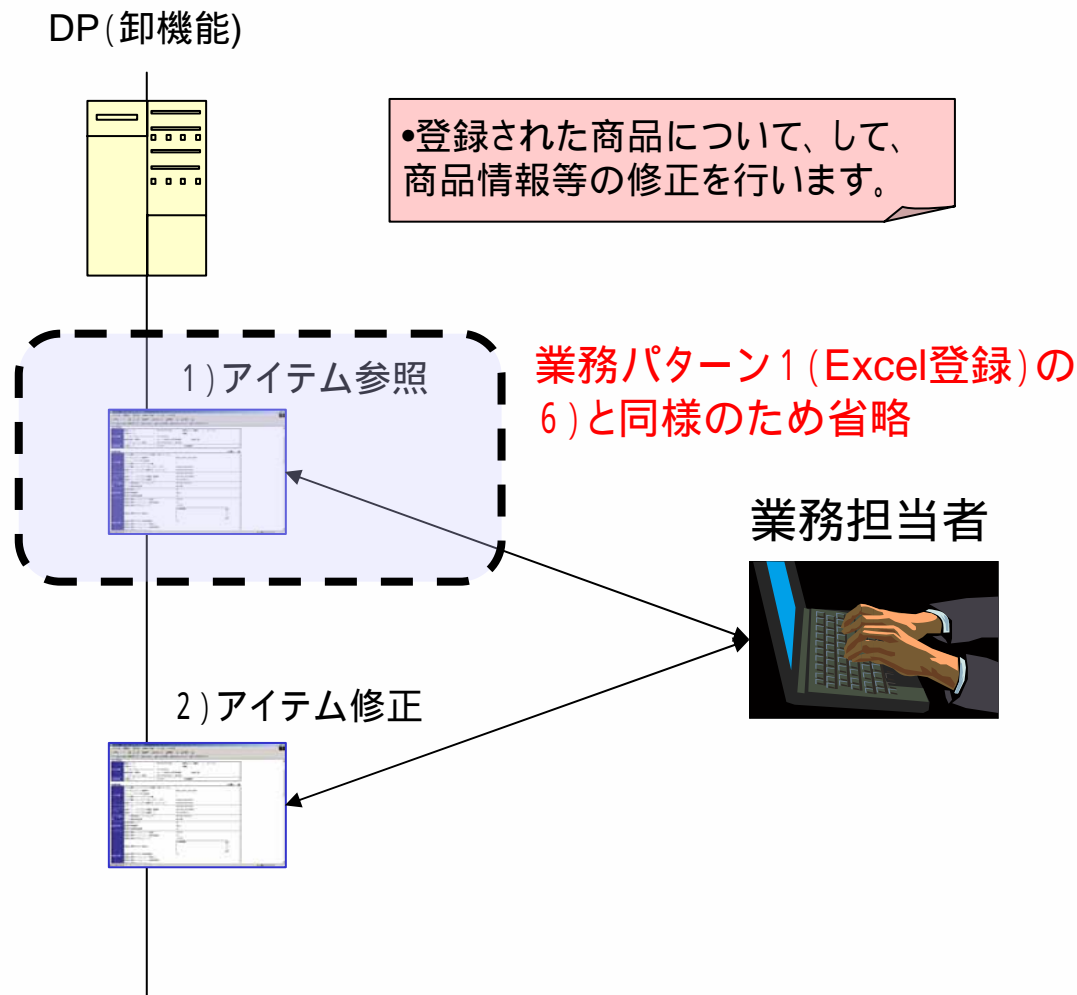 DP(卸機能)
•登録された商品について、して、
商品情報等の修正を行います。
1)アイテム参照
業務パターン1(Excel登録)の
6)と同様のため省略
業務担当者
2)アイテム修正